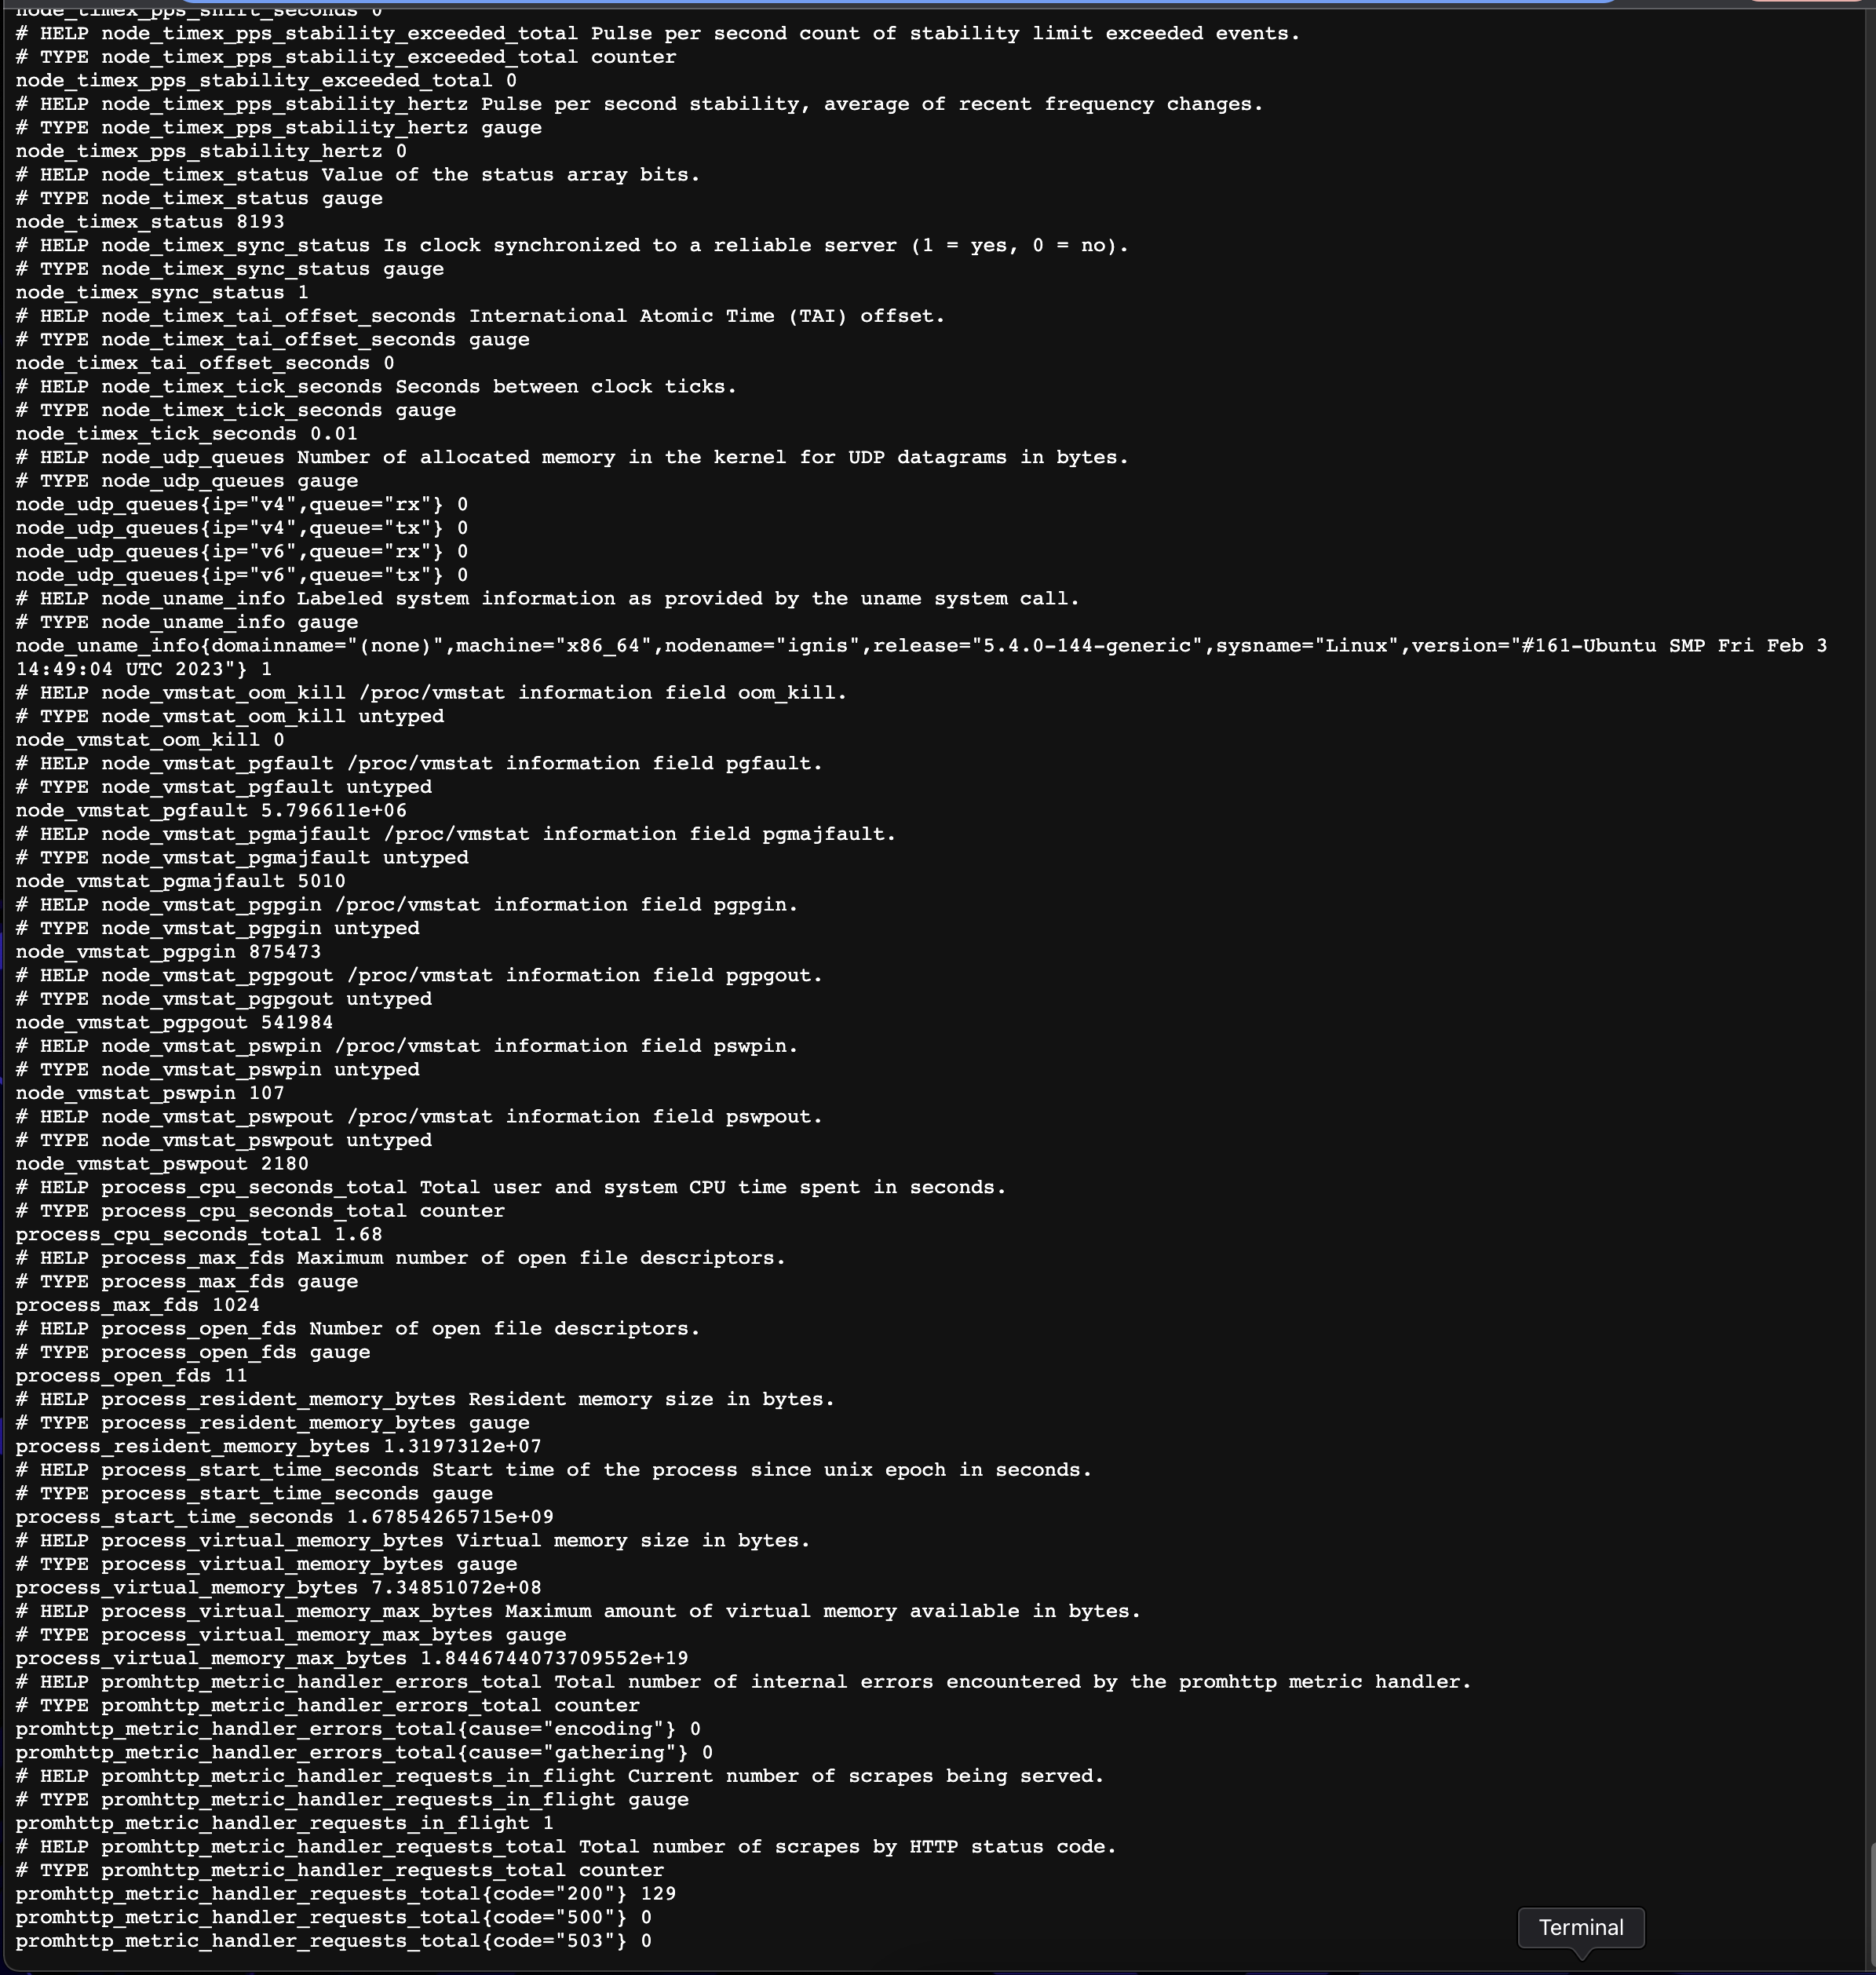 node_timex_pps_shift_seconds 0
# HELP node_timex_pps_stability_exceeded_total Pulse per second count of stability limit exceeded events.
# TYPE node_timex_pps_stability_exceeded_total counter
node_timex_pps_stability_exceeded_total 0
# HELP node_timex_pps_stability_hertz Pulse per second stability, average of recent frequency changes.
# TYPE node_timex_pps_stability_hertz gauge
node_timex_pps_stability_hertz 0
# HELP node_timex_status Value of the status array bits.
# TYPE node_timex_status gauge
node_timex_status 8193
# HELP node_timex_sync_status Is clock synchronized to a reliable server (1 = yes, 0 = no).
# TYPE node_timex_sync_status gauge
node_timex_sync_status 1
# HELP node_timex_tai_offset_seconds International Atomic Time (TAI) offset.
# TYPE node_timex_tai_offset_seconds gauge
node_timex_tai_offset_seconds 0
# HELP node_timex_tick_seconds Seconds between clock ticks.
# TYPE node_timex_tick_seconds gauge
node_timex_tick_seconds 0.01
# HELP node_udp_queues Number of allocated memory in the kernel for UDP datagrams in bytes.
# TYPE node_udp_queues gauge
node_udp_queues{ip="v4",queue="rx"} 0
node_udp_queues{ip="v4",queue="tx"} 0
node_udp_queues{ip="v6",queue="rx"} 0
node_udp_queues{ip="v6",queue="tx"} 0
# HELP node_uname_info Labeled system information as provided by the uname system call.
# TYPE node_uname_info gauge
node_uname_info{domainname="(none)",machine="x86_64",nodename="ignis",release="5.4.0-144-generic",sysname="Linux",version="#161-Ubuntu SMP Fri Feb 3
14:49:04 UTC 2023"} 1
# HELP node_vmstat_oom_kill /proc/vmstat information field oom_kill.
# TYPE node_vmstat_oom_kill untyped
node_vmstat_oom_kill 0
# HELP node_vmstat_pgfault /proc/vmstat information field pgfault.
# TYPE node_vmstat_pgfault untyped
node_vmstat_pgfault 5.796611e+06
# HELP node_vmstat_pgmajfault /proc/vmstat information field pgmajfault.
# TYPE node_vmstat_pgmajfault untyped
node_vmstat_pgmajfault 5010
# HELP node_vmstat_pgpgin /proc/vmstat information field pgpgin.
# TYPE node_vmstat_pgpgin untyped
node_vmstat_pgpgin 875473
# HELP node_vmstat_pgpgout /proc/vmstat information field pgpgout.
# TYPE node_vmstat_pgpgout untyped
node_vmstat_pgpgout 541984
# HELP node_vmstat_pswpin /proc/vmstat information field pswpin.
# TYPE node_vmstat_pswpin untyped
node_vmstat_pswpin 107
# HELP node_vmstat_pswpout /proc/vmstat information field pswpout.
# TYPE node_vmstat_pswpout untyped
node_vmstat_pswpout 2180
# HELP process_cpu_seconds_total Total user and system CPU time spent in seconds.
# TYPE process_cpu_seconds_total counter
process_cpu_seconds_total 1.68
# HELP process_max_fds Maximum number of open file descriptors.
# TYPE process_max_fds gauge
process_max_fds 1024
# HELP process_open_fds Number of open file descriptors.
# TYPE process_open_fds gauge
process_open_fds 11
# HELP process_resident_memory_bytes Resident memory size in bytes.
# TYPE process_resident_memory_bytes gauge
process_resident_memory_bytes 1.3197312e+07
# HELP process_start_time_seconds Start time of the process since unix epoch in seconds.
# TYPE process_start_time_seconds gauge
process_start_time_seconds 1.67854265715e+09
# HELP process_virtual_memory_bytes Virtual memory size in bytes.
# TYPE process_virtual_memory_bytes gauge
process_virtual_memory_bytes 7.34851072e+08
# HELP process_virtual_memory_max_bytes Maximum amount of virtual memory available in bytes.
# TYPE process_virtual_memory_max_bytes gauge
process_virtual_memory_max_bytes 1.8446744073709552e+19
# HELP promhttp_metric_handler_errors_total Total number of internal errors encountered by the promhttp metric handler.
# TYPE promhttp_metric_handler_errors_total counter
promhttp_metric_handler_errors_total{cause="encoding"} 0
promhttp_metric_handler_errors_total{cause="gathering"} 0
# HELP promhttp_metric_handler_requests_in_flight Current number of scrapes being served.
# TYPE promhttp_metric_handler_requests_in_flight gauge
promhttp_metric_handler_requests_in_flight 1
# HELP promhttp_metric_handler_requests_total Total number of scrapes by HTTP status code.
# TYPE promhttp_metric_handler_requests_total counter
promhttp_metric_handler_requests_total{code="200"} 129
promhttp_metric_handler_requests_total{code="500"} 0
promhttp_metric_handler_requests_total{code="503"} 0
Terminal